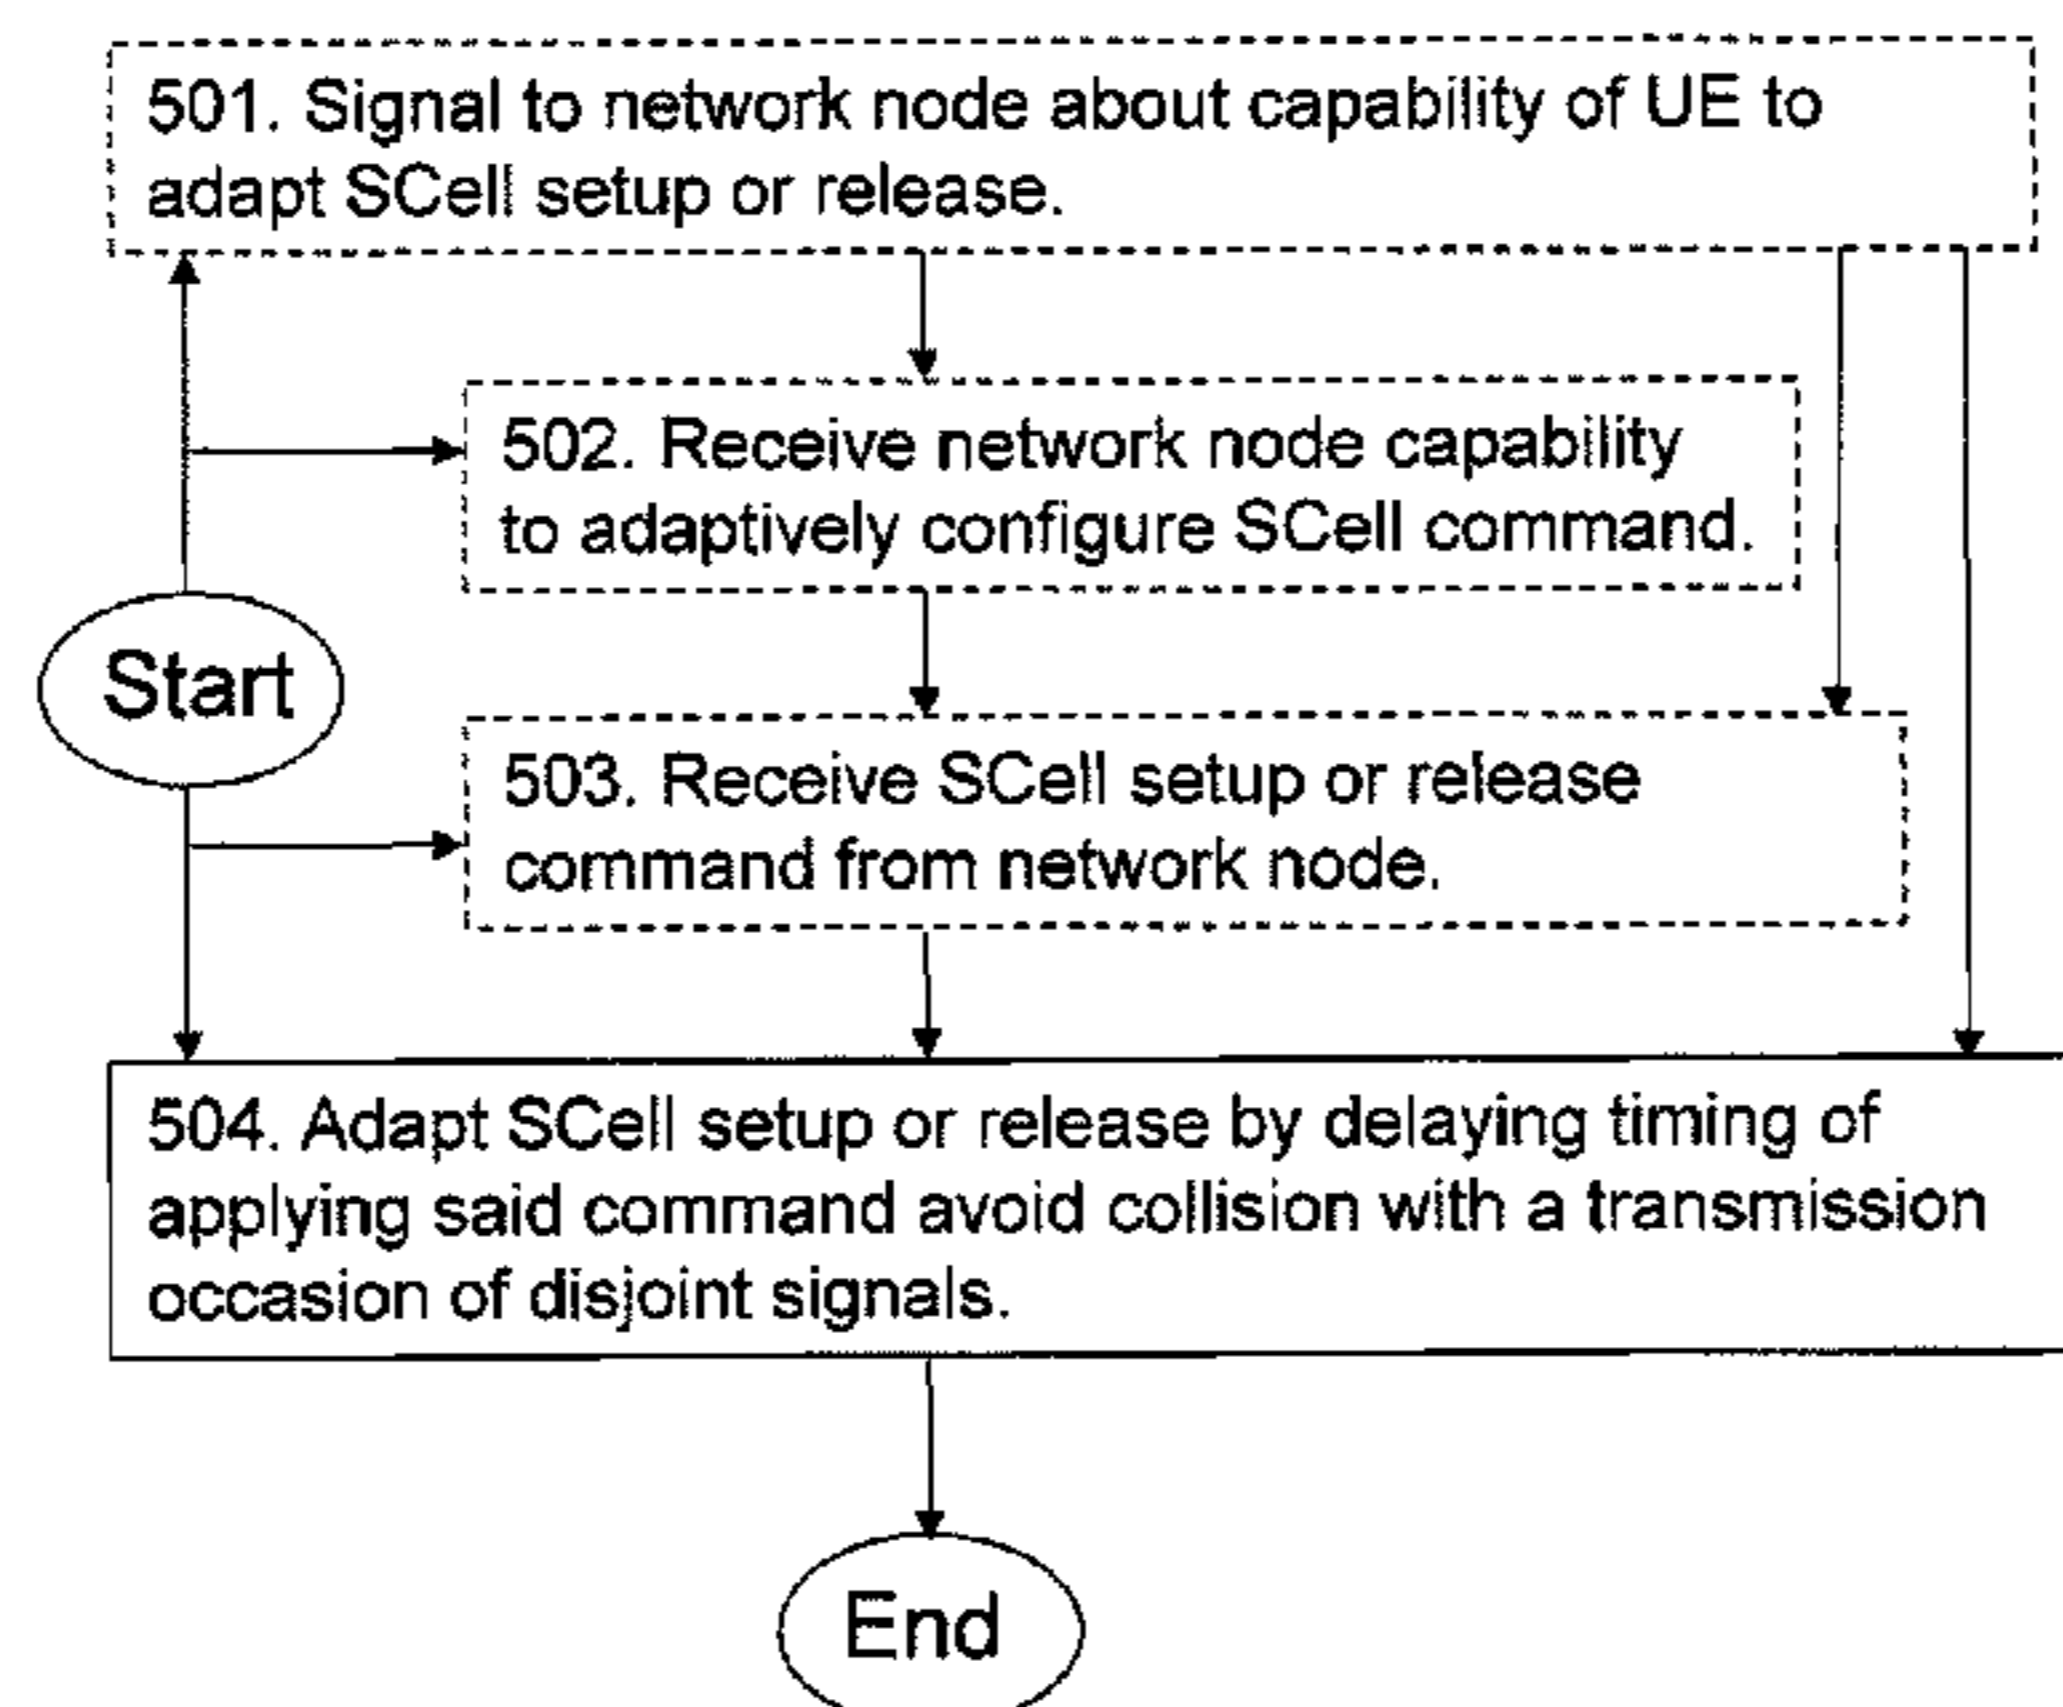 501. Signal to network node about capability of UE to
adapt SCell setup or release.
502. Receive network node capability
to adaptively configure SCell command.
Start
503. Receive SCell setup or release
command from network node.
504. Adapt SCell setup or release by delaying timing of
applying said command avoid collision with a transmission
occasion of disjoint signals.
End